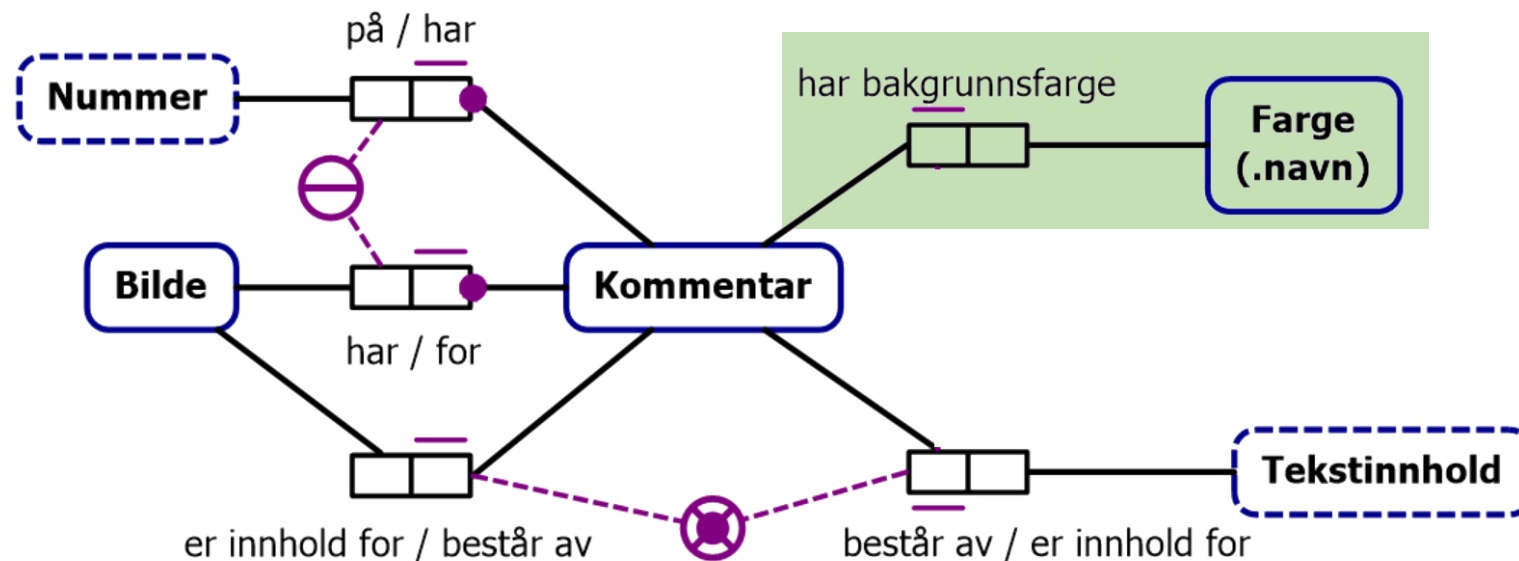 på / har
Nummer
har bakgrunnsfarge
Farge
(.navn)
Bilde
Kommentar
har / for
Tekstinnhold
er innhold for / består av
består av / er innhold for